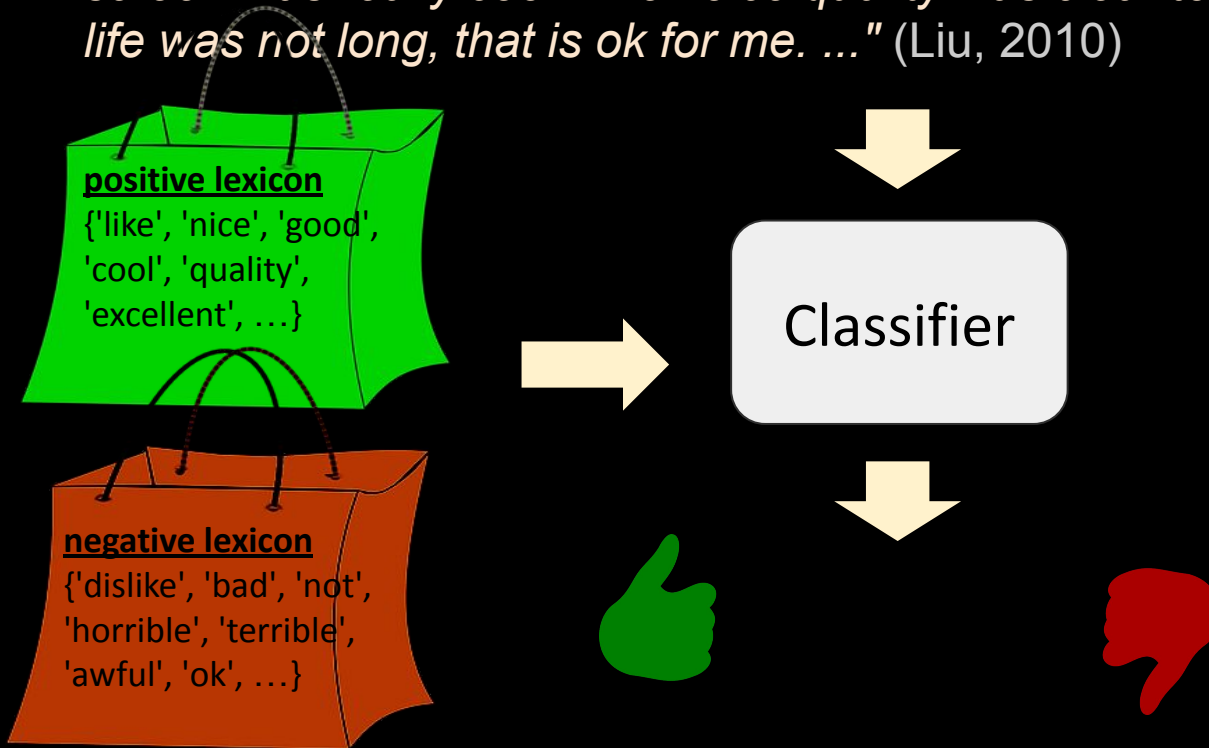 life was not long, that is ok for me. ..." (Liu, 2010)
positive lexicon
{'like', 'nice', 'good',
'cool', 'quality',
'excellent', …}
Classifier
negative lexicon
{'dislike', 'bad', 'not',
'horrible', 'terrible',
'awful', 'ok', …}